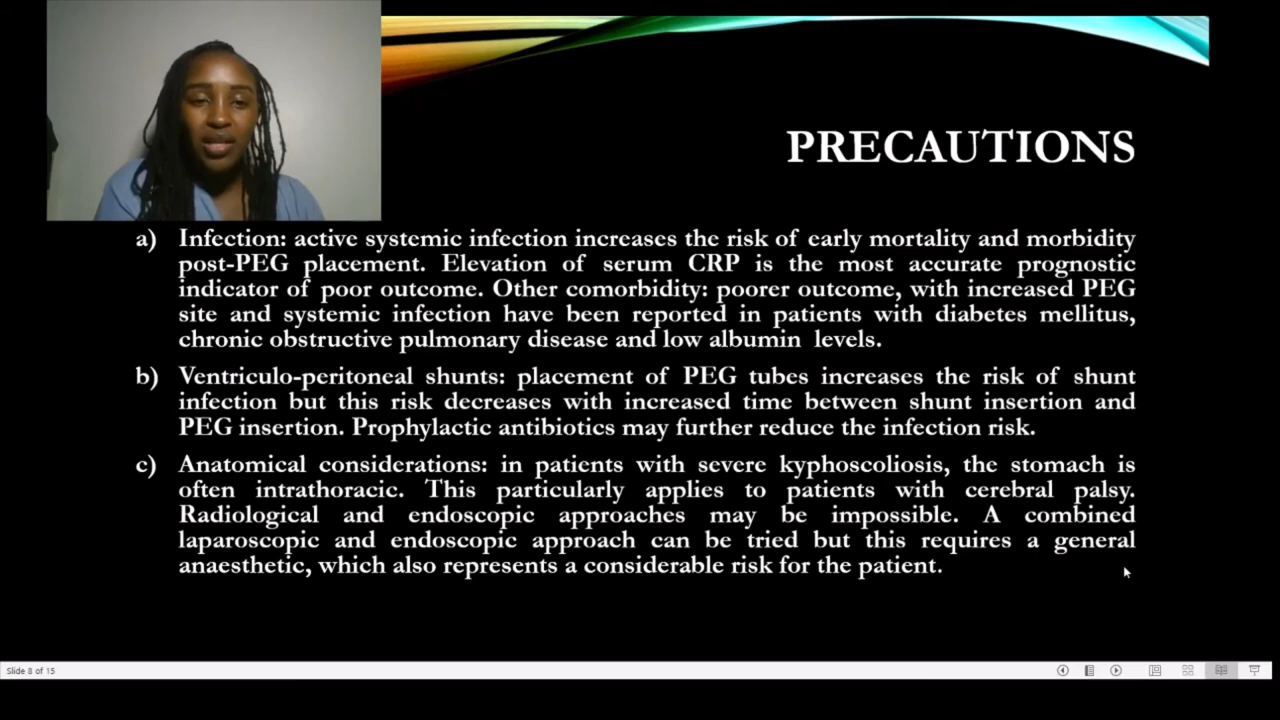 PRECAUTIONS
a) Infection: active systemic infection increases the risk of early mortality and morbidity
post-PEG placement. Elevation of serum CRP is the most accurate prognostic
indicator of poor outcome. Other comorbidity: poorer outcome, with increased PEG
site and systemic infection have been reported in patients with diabetes mellitus,
chronic obstructive pulmonary disease and low albumin levels.
b) Ventriculo-peritoneal shunts: placement of PEG tubes increases the risk of shunt
infection but this risk decreases with increased time between shunt insertion and
PEG insertion. Prophylactic antibiotics may further reduce the infection risk.
c) Anatomical considerations: in patients with severe kyphoscoliosis, the stomach is
often intrathoracic. This particularly applies to patients with cerebral palsy.
Radiological and endoscopic approaches may be impossible. A combined
laparoscopic and endoscopic approach can be tried but this requires a general
anaesthetic, which also represents a considerable risk for the patient.
Slide 8 of 15